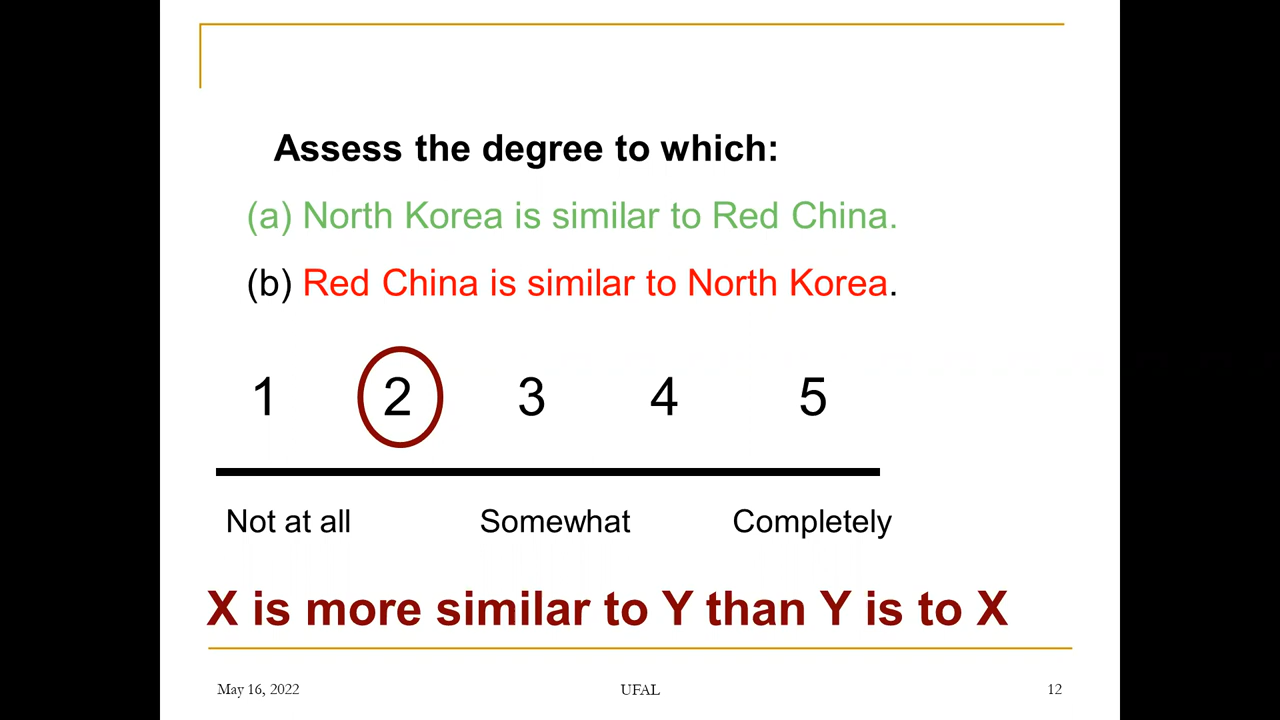 Assess the degree to which:
(a) North Korea is similar to Red China.
(b) Red China is similar to North Korea.
1 2 3 4 5
Not at all Somewhat Completely
X is more similar to Y than Y is to X
May 16, 2022 UFAL 12